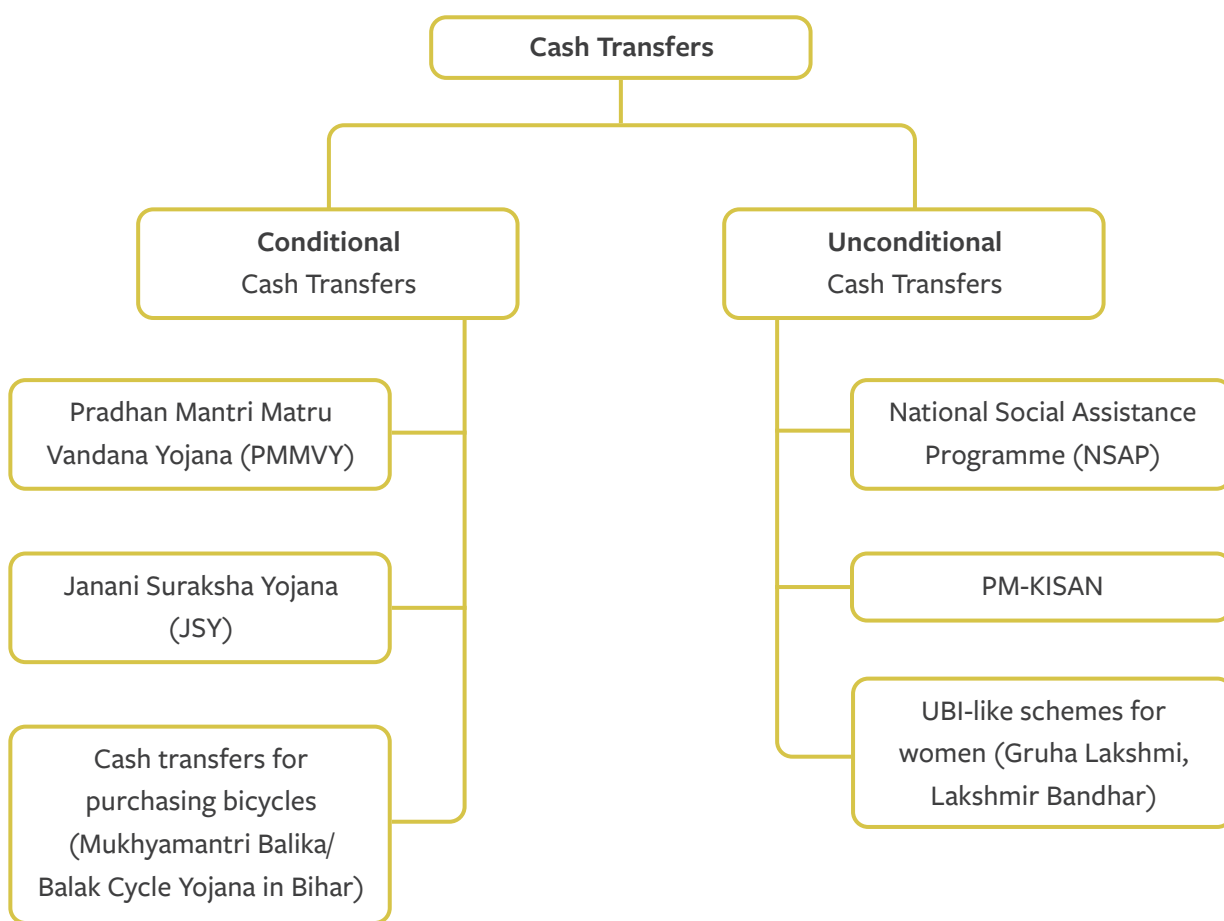 Cash Transfers
Conditional
Cash Transfers
Pradhan Mantri Matru
Vandana Yojana (PMMVY)
Janani Suraksha Yojana
(JSY)
Cash transfers for
purchasing bicycles
(Mukhyamantri Balika/
Balak Cycle Yojana in Bihar)
Unconditional
Cash Transfers
National Social Assistance
Programme (NSAP)
PM-KISAN
UBI-like schemes for
women (Gruha Lakshmi,
Lakshmir Bandhar)